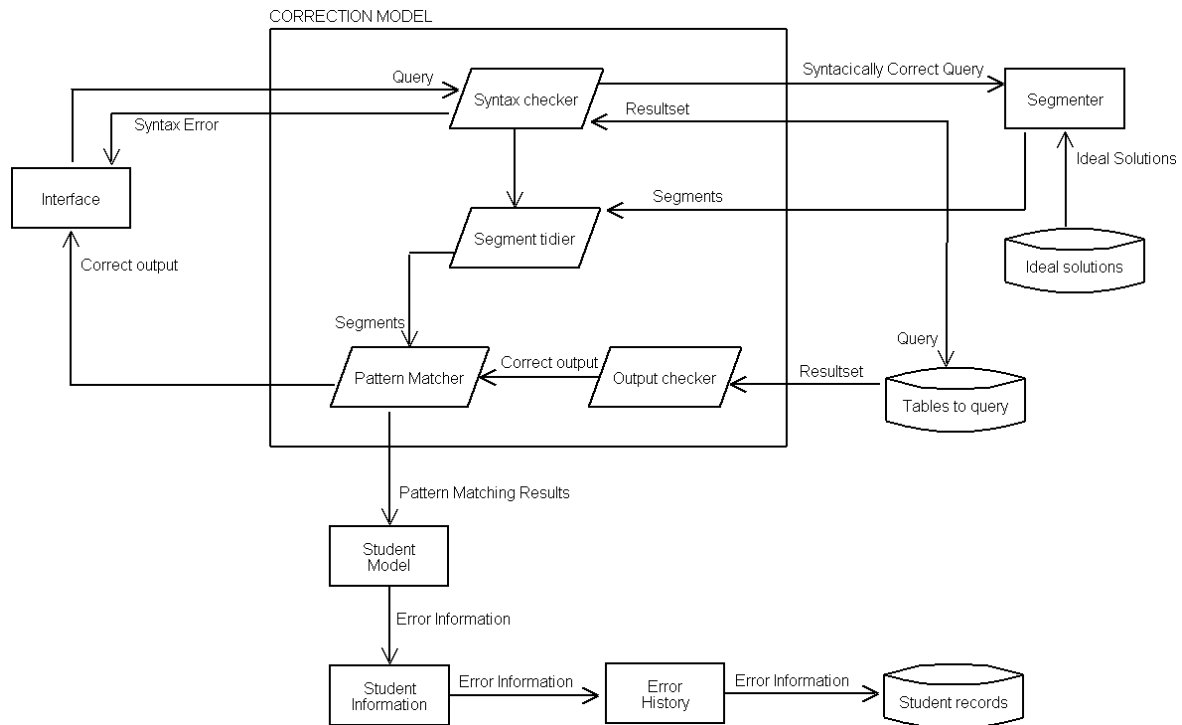 CORRECTION MODEL
Query
Syntax checker
Syntacically Correct Query
Segmenter
Resultset
Syntax Error
Ideal Solutions
Interface
Segments
Segment tidier
Correct output
Ideal solutions
Segments
Query
Pattern Matcher
Correct output
Output checker
Resultset
Tables to query
Pattern Matching Results
Student
Model
Error Information
Student
Information
Error Information
Error
History
Error Information
Student records